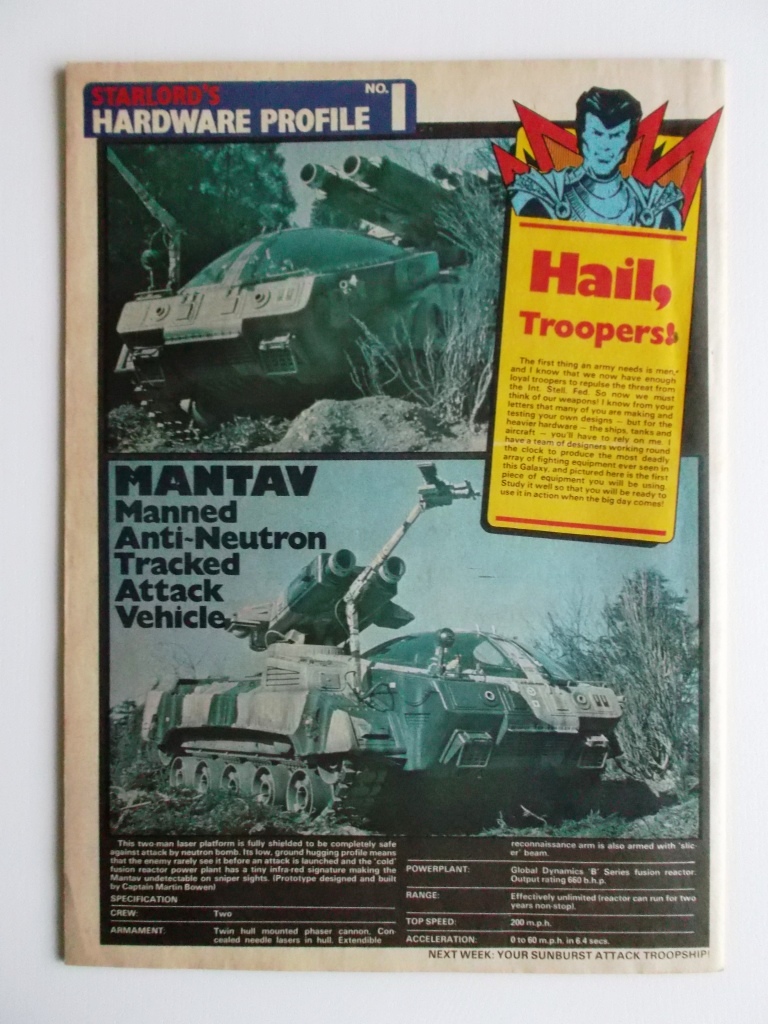 STARLORD'S
HARDWARE PROFILE
NO. 1
Hail,
Troopers!
The first thing an army needs is men,
and I know that we now have enough
loyal troopers to repulse the threat from
the Int. Stell. Fed. So now we must
think of our weapons! I know from your
letters that many of you are making and
testing your own designs – but for the
heavier hardware – the ships, tanks and
aircraft – you'll have to rely on me. I
have a team of designers working round
the clock to produce the most deadly
array of fighting equipment ever seen in
this Galaxy, and pictured here is the first
piece of equipment you will be using.
Study it well so that you will be ready to
use it in action when the big day comes!
MANTAV
Manned
Anti-Neutron
Tracked
Attack
Vehicle
This two-man laser platform is fully shielded to be completely safe
against attack by neutron bomb. Its low, ground hugging profile means
that the enemy rarely see it before an attack is launched and the 'cold'
fusion reactor power plant has a tiny infra-red signature making the
Mantav undetectable on sniper sights. (Prototype designed and built
by Captain Martin Bowen)
SPECIFICATION
CREW: Two
ARMAMENT: Twin hull mounted phaser cannon. Con-
cealed needle lasers in hull. Extendible
reconnaissance arm is also armed with 'slic-
er' beam.
POWERPLANT: Global Dynamics 'B' Series fusion reactor.
Output rating 660 b.h.p.
RANGE: Effectively unlimited (reactor can run for two
years non-stop).
TOP SPEED: 200 m.p.h.
ACCELERATION: 0 to 60 m.p.h. in 6.4 secs.
NEXT WEEK: YOUR SUNBURST ATTACK TROOPSHIP!